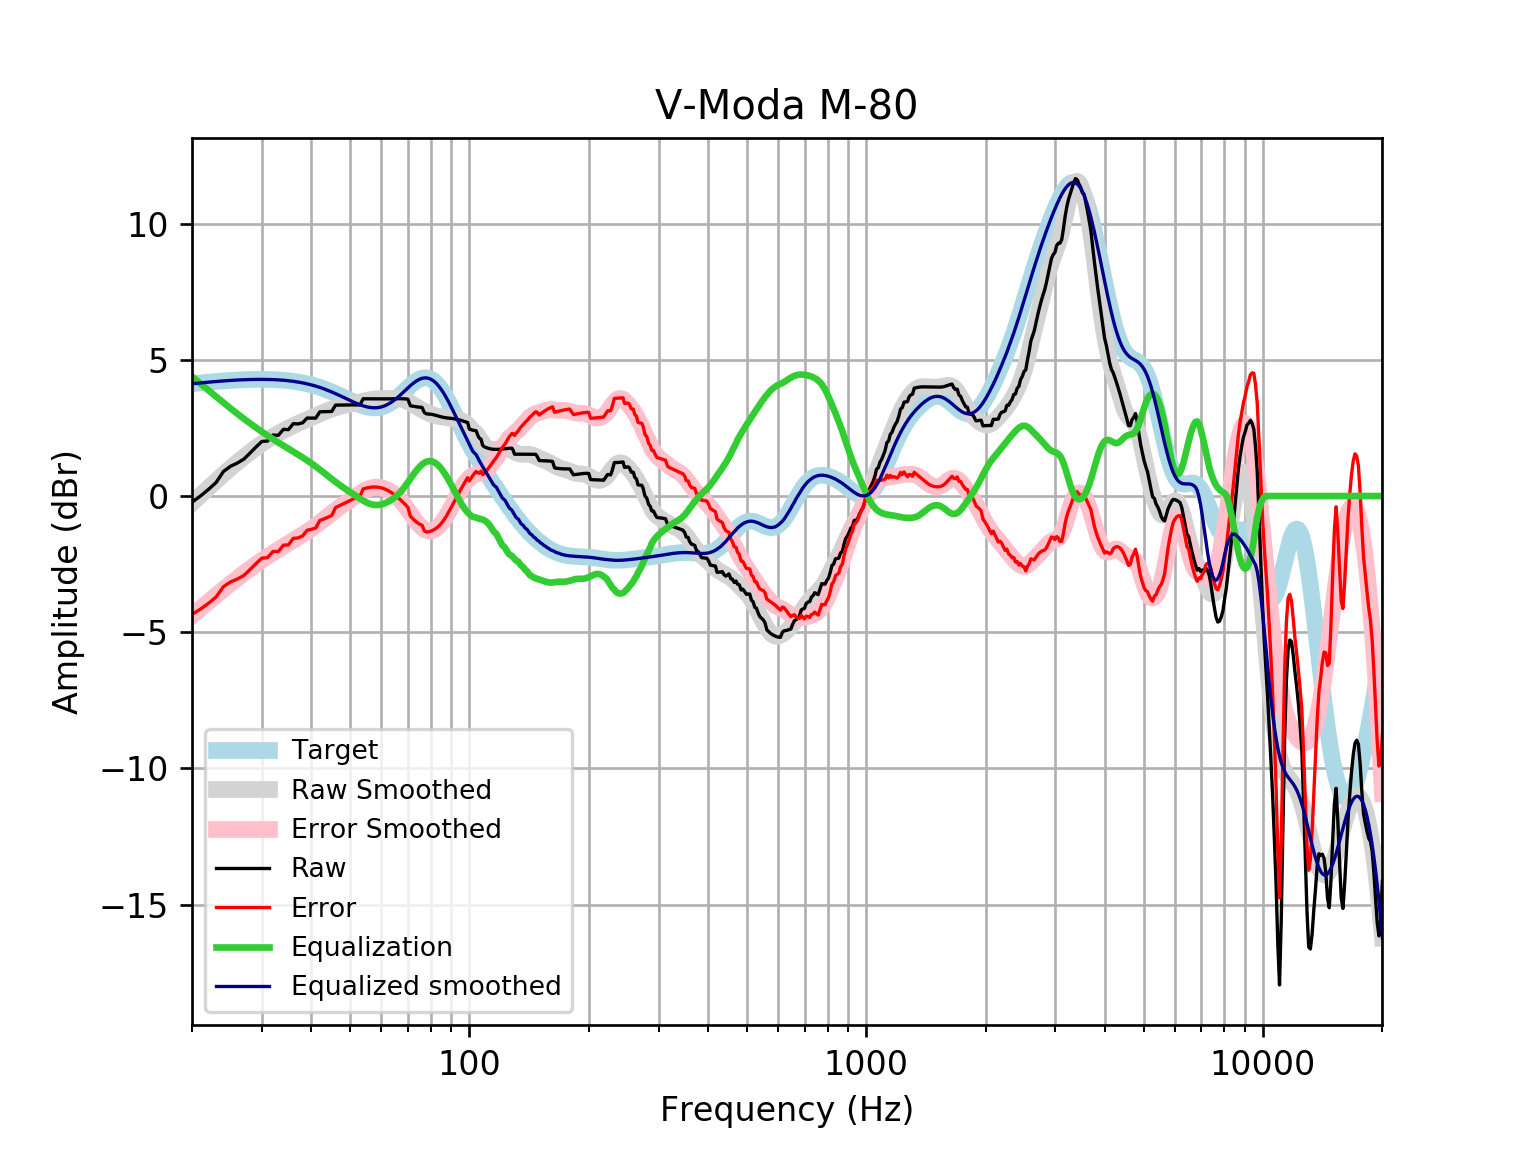 V-Moda M-80
10
5
0
−5
−10
−15
Amplitude (dBr)
Target
Raw Smoothed
Error Smoothed
Raw
Error
Equalization
Equalized smoothed
100
1000
10000
Frequency (Hz)